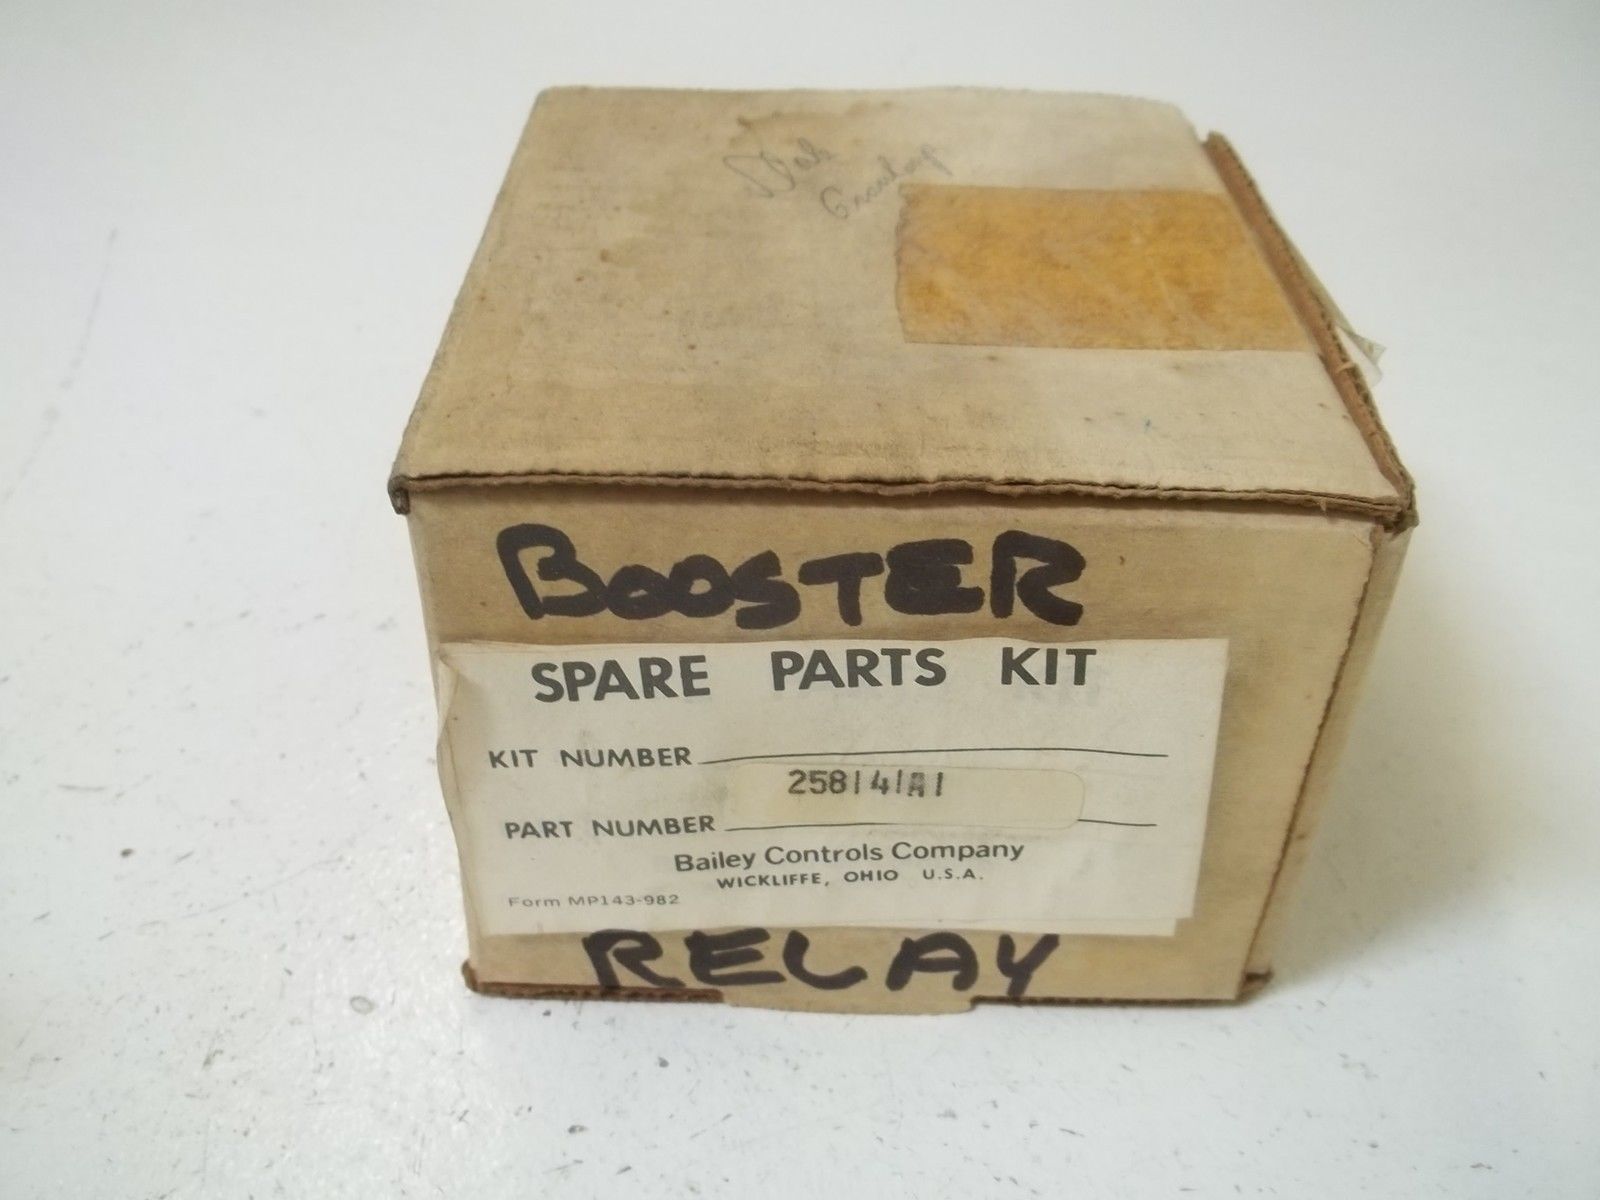 BOOSTER
SPARE PARTS KIT
KIT NUMBER
258141A1
PART NUMBER
Bailey Controls Company
WICKLIFFE, OHIO U.S.A.
Form MP143-982
RELAY